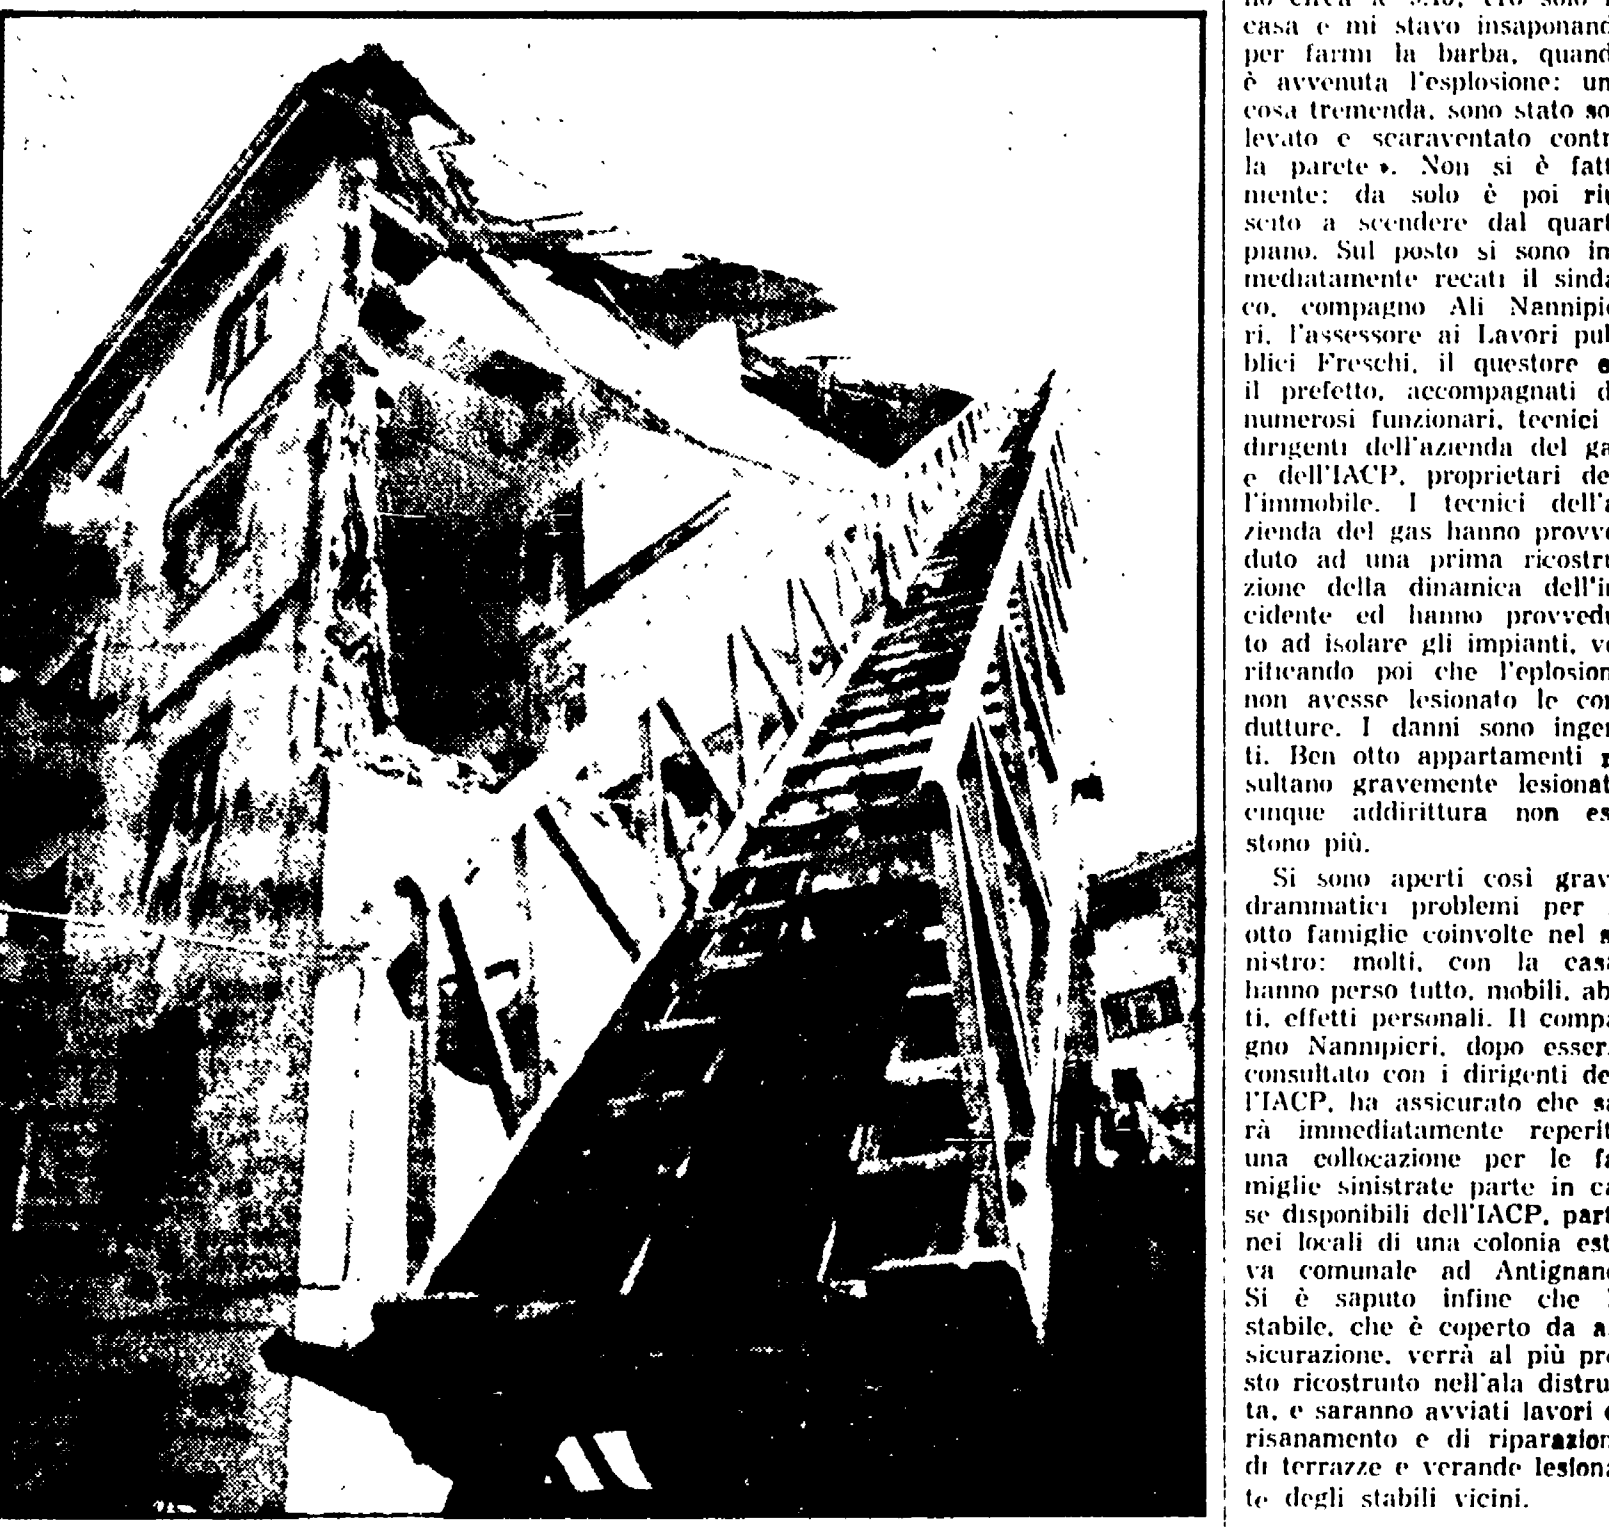 casa e mi stavo insaponand
per farmi la barba, quand
è avvenuta l'esplosione: un
cosa tremenda, sono stato so
levato e scaraventato contr
la parete ». Non si è fatt
mente: da solo è poi riu
scito a scendere dal quart
piano. Sul posto si sono im
mediatamente recati il sinda
co, compagno Ali Nannipie
ri, l'assessore ai Lavori pub
blici Freschi, il questore e
il prefetto, accompagnati d
numerosi funzionari, tecnici
dirigenti dell'azienda del ga
e dell'IACP, proprietari de
l'immobile. I tecnici dell'a
zienda del gas hanno provve
duto ad una prima ricostru
zione della dinamica dell'in
cidente ed hanno provvedu
to ad isolare gli impianti, ve
rificando poi che l'eplosion
non avesse lesionato le con
dutture. I danni sono ingen
ti. Ben otto appartamenti r
sultano gravemente lesionat
cinque addirittura non es
stono più.
Si sono aperti così grav
drammatici problemi per
otto famiglie coinvolte nel s
nistro: molti, con la casa
hanno perso tutto, mobili, ab
ti, effetti personali. Il compa
gno Nannipieri, dopo esser
consultato con i dirigenti de
l'IACP, ha assicurato che sa
rà immediatamente reperit
una collocazione per le fa
miglie sinistrate parte in ca
se disponibili dell'IACP, part
nei locali di una colonia est
va comunale ad Antignano
Si è saputo infine che
stabile, che è coperto da as
sicurazione, verrà al più pre
sto ricostruito nell'ala distru
ta, e saranno avviati lavori
risanamento e di riparazion
di terrazze e verande lesiona
te degli stabili vicini.